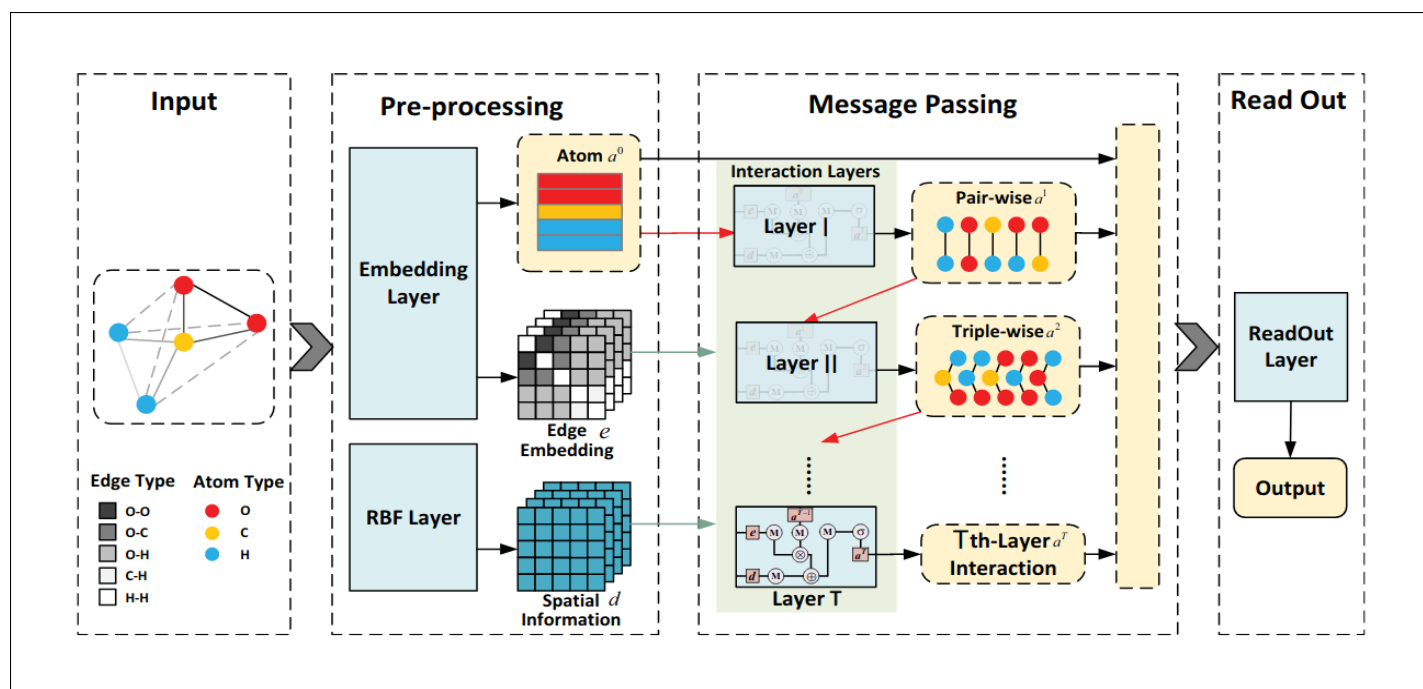 Input
Edge Type
O-O
O-C
O-H
C-H
H-H
Atom Type
O
C
H
Pre-processing
Embedding
Layer
RBF Layer
Atom a⁰
Edge e
Embedding
Spatial d
Information
Message Passing
Interaction Layers
Layer |
Pair-wise a¹
Layer ||
Triple-wise a²
a^{T-1}
e
M
M
M
σ
⊗
a^T
d
M
⊕
Layer T
Tth-Layer a^T
Interaction
Read Out
ReadOut
Layer
Output